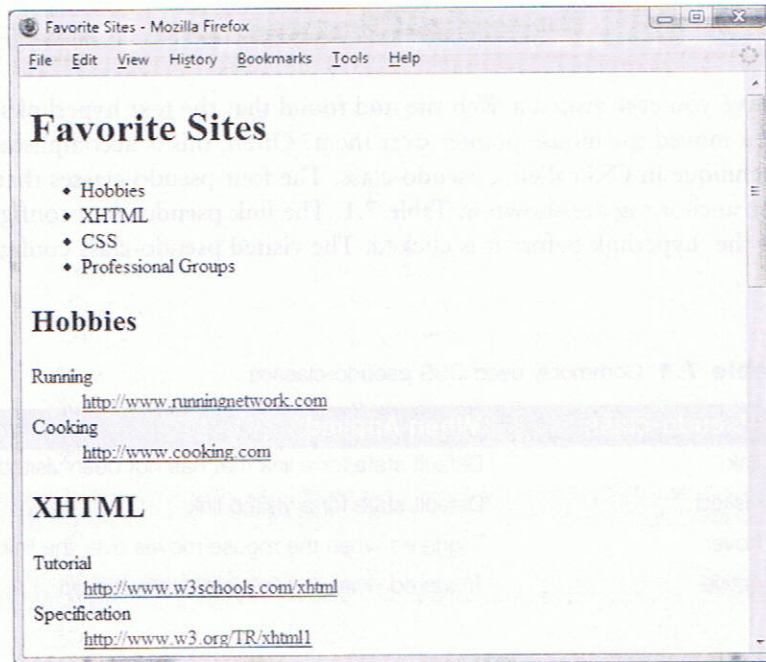 Favorite Sites - Mozilla Firefox
File Edit View History Bookmarks Tools Help
Favorite Sites
• Hobbies
• XHTML
• CSS
• Professional Groups
Hobbies
Running
http://www.runningnetwork.com
Cooking
http://www.cooking.com
XHTML
Tutorial
http://www.w3schools.com/xhtml
Specification
http://www.w3.org/TR/xhtml1